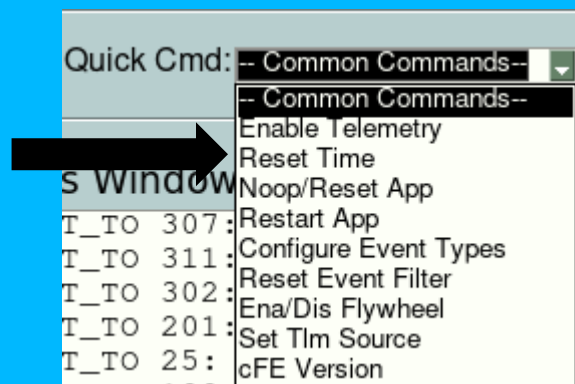 Quick Cmd: -- Common Commands--
-- Common Commands--
Enable Telemetry
Reset Time
s Window
Noop/Reset App
T_TO 307: Restart App
T_TO 311: Configure Event Types
T_TO 302: Reset Event Filter
Ena/Dis Flywheel
T_TO 201: Set Tlm Source
T_TO 25: cFE Version